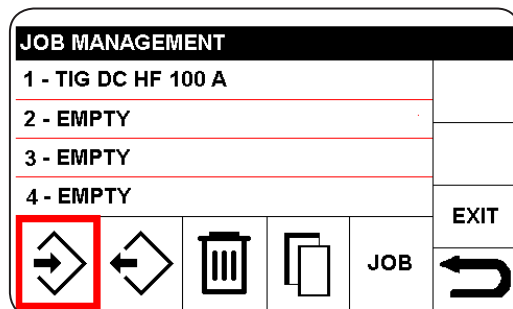 JOB MANAGEMENT
1 - TIG DC HF 100 A
2 - EMPTY
3 - EMPTY
4 - EMPTY
EXIT
JOB